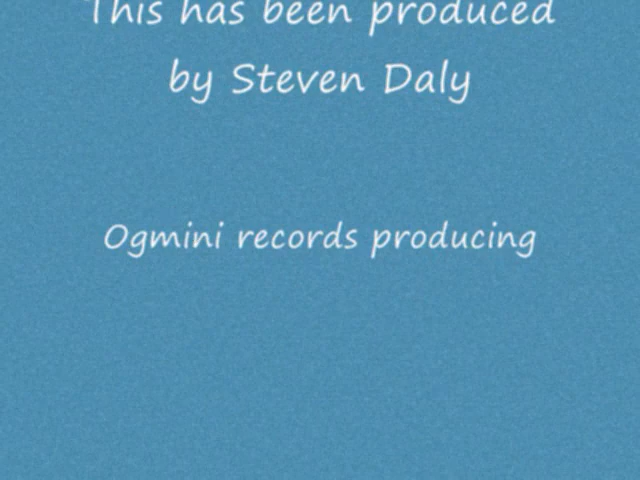 This has been produced
by Steven Daly
Ogmini records producing